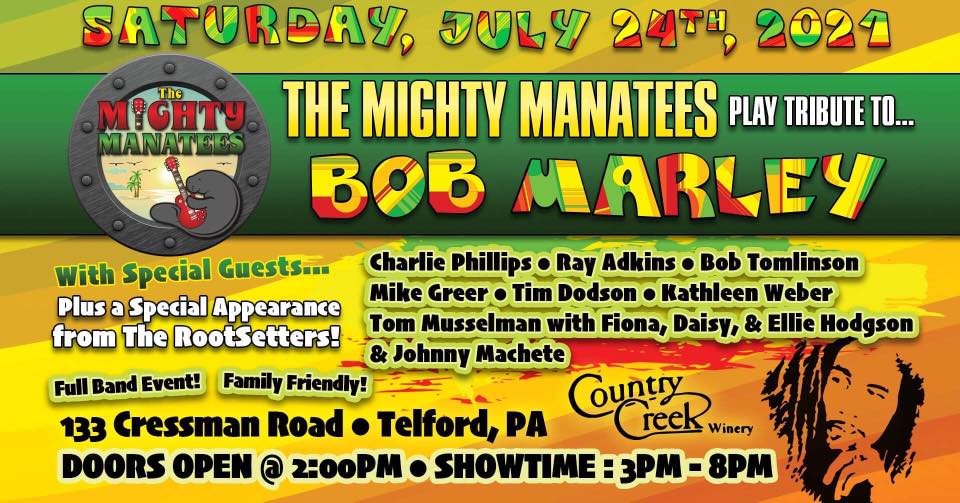 SATURDAY, JULY 24TH, 2021
The
MIGHTY
MANATEES
THE MIGHTY MANATEES PLAY TRIBUTE TO...
BOB MARLEY
With Special Guests...
Plus a Special Appearance
from The RootSetters!
Charlie Phillips • Ray Adkins • Bob Tomlinson
Mike Greer • Tim Dodson • Kathleen Weber
Tom Musselman with Fiona, Daisy, & Ellie Hodgson
& Johnny Machete
Full Band Event! Family Friendly!
Country
Creek Winery
133 Cressman Road • Telford, PA
DOORS OPEN @ 2:00PM • SHOWTIME : 3PM - 8PM